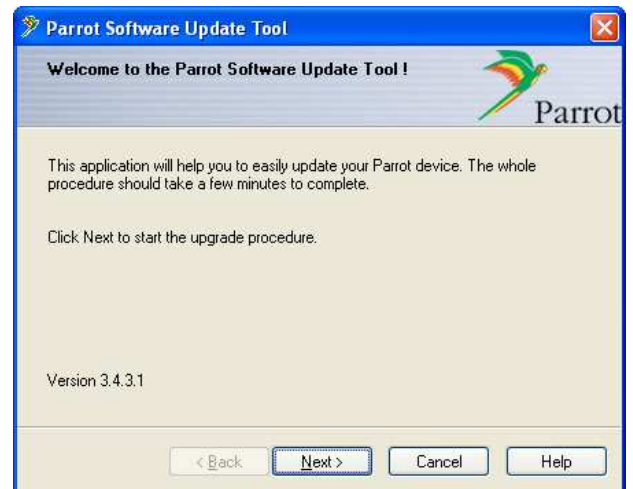 Parrot Software Update Tool
Welcome to the Parrot Software Update Tool !
Parrot
This application will help you to easily update your Parrot device. The whole
procedure should take a few minutes to complete.
Click Next to start the upgrade procedure.
Version 3.4.3.1
< Back
Next >
Cancel
Help